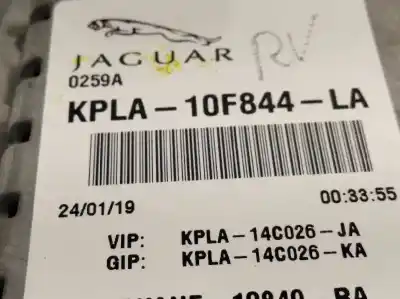 JAGUAR
RV
0259A
KPLA-10F844-LA
24/01/19 00:33:55
VIP: KPLA-14C026-JA
GIP: KPLA-14C026-KA